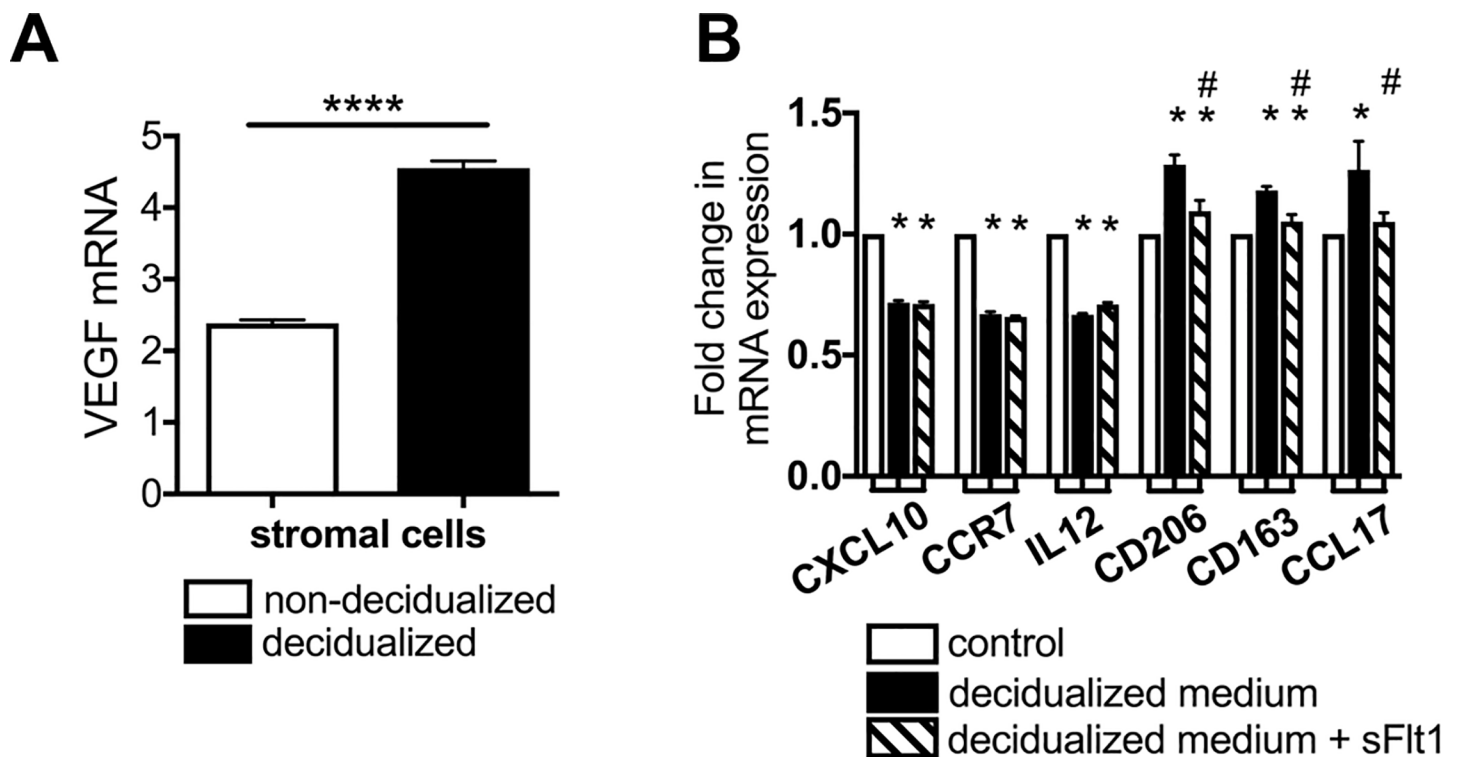 A
****
VEGF mRNA
5
4
3
2
1
0
stromal cells
non-decidualized
decidualized
B
Fold change in
mRNA expression
1.5
1.0
0.5
0.0
* *
* *
* *
#
* *
#
* *
#
*
CXCL10
CCR7
IL12
CD206
CD163
CCL17
control
decidualized medium
decidualized medium + sFlt1